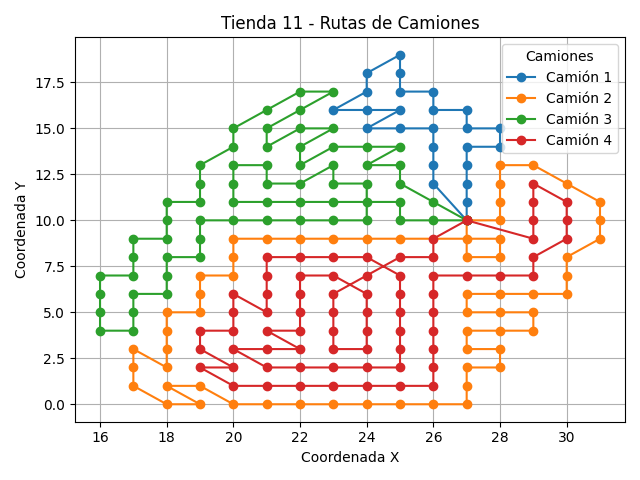 Tienda 11 - Rutas de Camiones
Camiones
Camión 1
Camión 2
Camión 3
Camión 4
Coordenada Y
17.5
15.0
12.5
10.0
7.5
5.0
2.5
0.0
16 18 20 22 24 26 28 30
Coordenada X